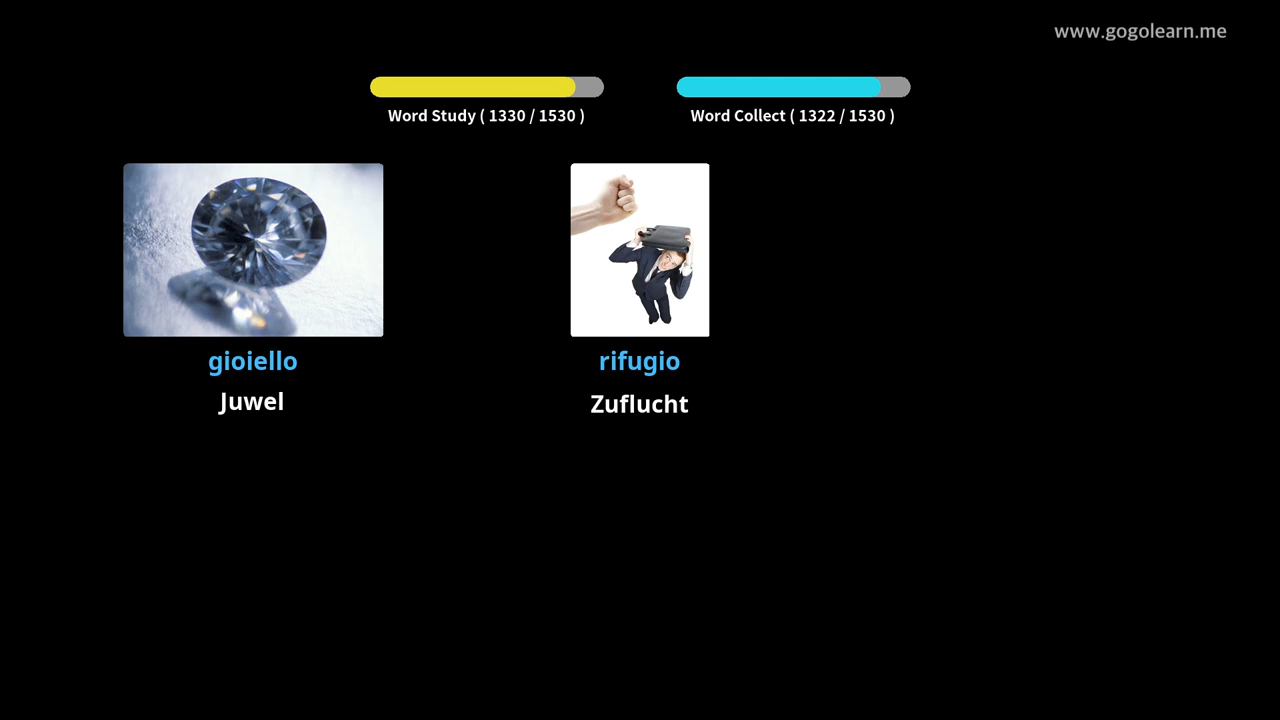 www.gogolearn.me
Word Study ( 1330 / 1530 )
Word Collect ( 1322 / 1530 )
gioiello
Juwel
rifugio
Zuflucht